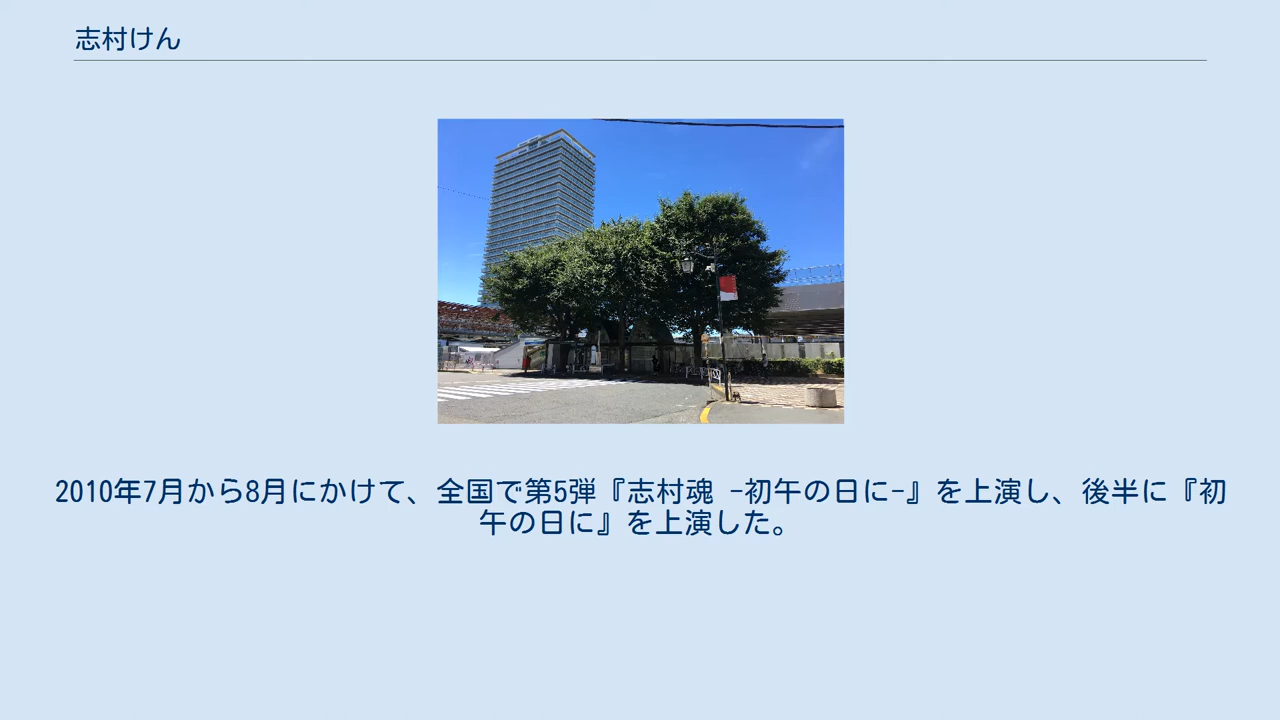 志村けん
2010年7月から8月にかけて、全国で第5弾『志村魂 -初午の日に-』を上演し、後半に『初
午の日に』を上演した。